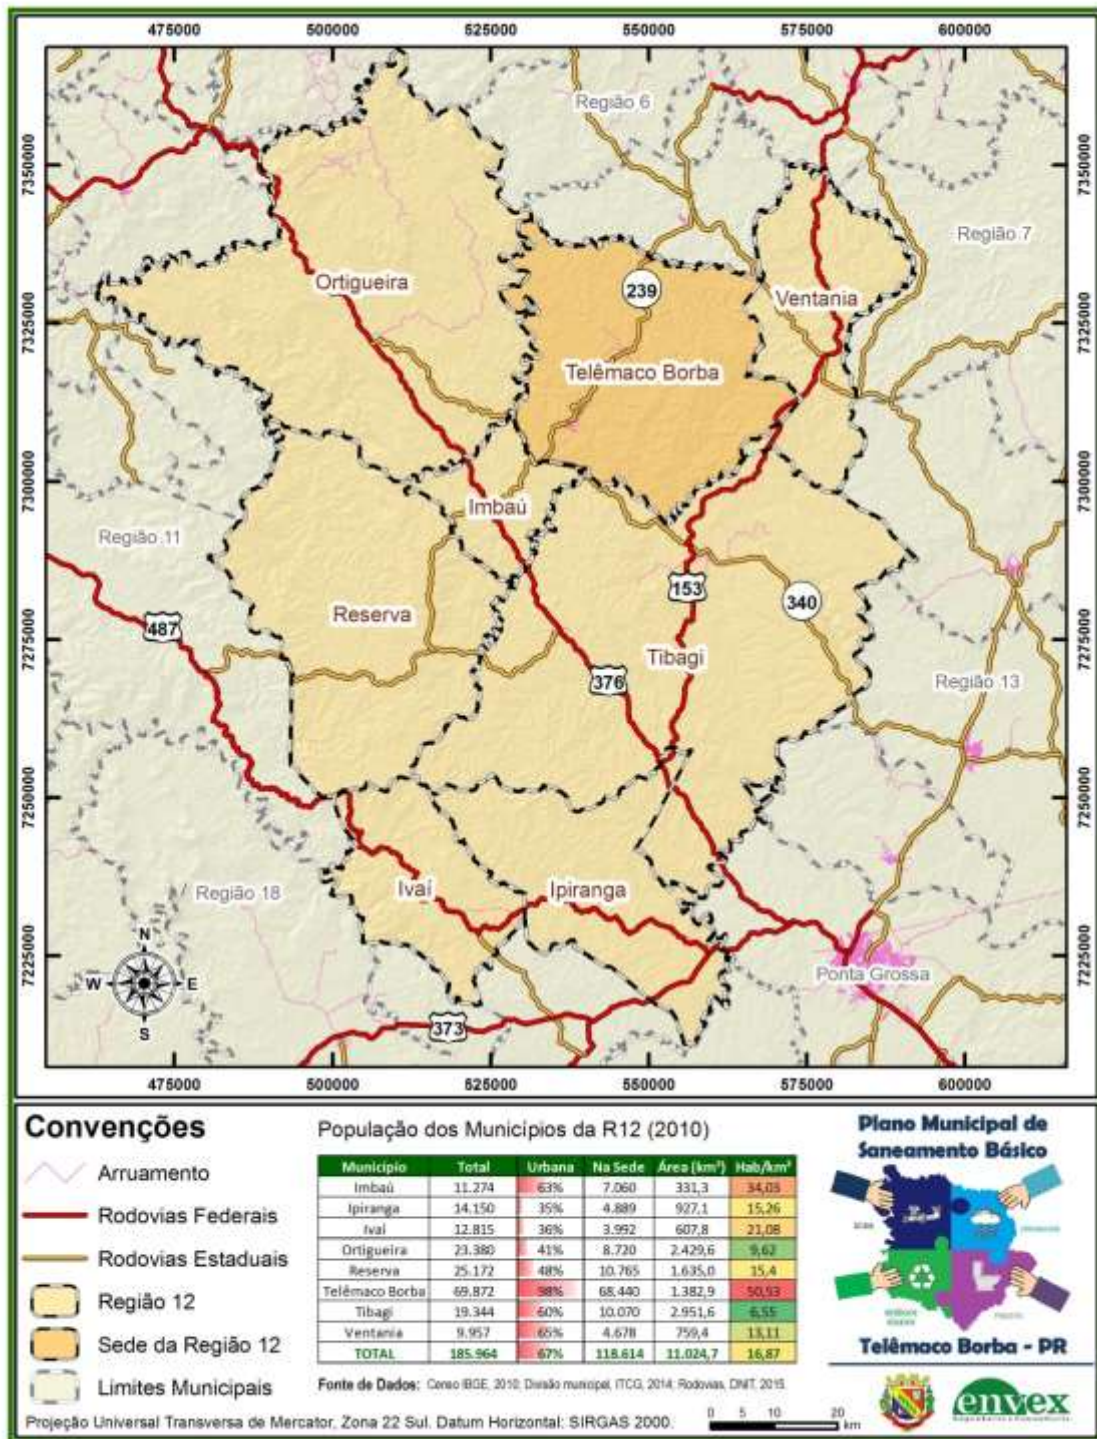 475000 500000 525000 550000 575000 600000
7350000 7350000
7325000 7325000
7300000 7300000
7275000 7275000
7250000 7250000
7225000 7225000
Região 6
Região 7
Ortigueira
239
Ventania
Telêmaco Borba
Imbaú
Região 11
153
340
Reserva
487
Tibagi
376
Região 13
Região 18
Ivaí
Ipiranga
N
W E
S
Ponta Grossa
373
475000 500000 525000 550000 575000 600000
Convenções
Arruamento
Rodovias Federais
Rodovias Estaduais
Região 12
Sede da Região 12
Limites Municipais
População dos Municípios da R12 (2010)
Município Total Urbana Na Sede Área (km²) Hab/km²
Imbaú 11.274 63% 7.060 331,3 34,03
Ipiranga 14.150 35% 4.889 927,1 15,26
Ivaí 12.815 36% 3.992 607,8 21,08
Ortigueira 23.380 41% 8.720 2.429,6 9,62
Reserva 25.172 48% 10.765 1.635,0 15,4
Telêmaco Borba 69.872 98% 68.440 1.382,9 50,53
Tibagi 19.344 60% 10.070 2.951,6 6,55
Ventania 9.957 65% 4.678 759,4 13,11
TOTAL 185.964 67% 118.614 11.024,7 16,87
Fonte de Dados: Censo IBGE, 2010; Divisão municipal, ITCG, 2014; Rodovias, DNIT, 2015.
Projeção Universal Transversa de Mercator, Zona 22 Sul. Datum Horizontal: SIRGAS 2000.
0 5 10 20
km
Plano Municipal de
Saneamento Básico
Telêmaco Borba - PR
envex